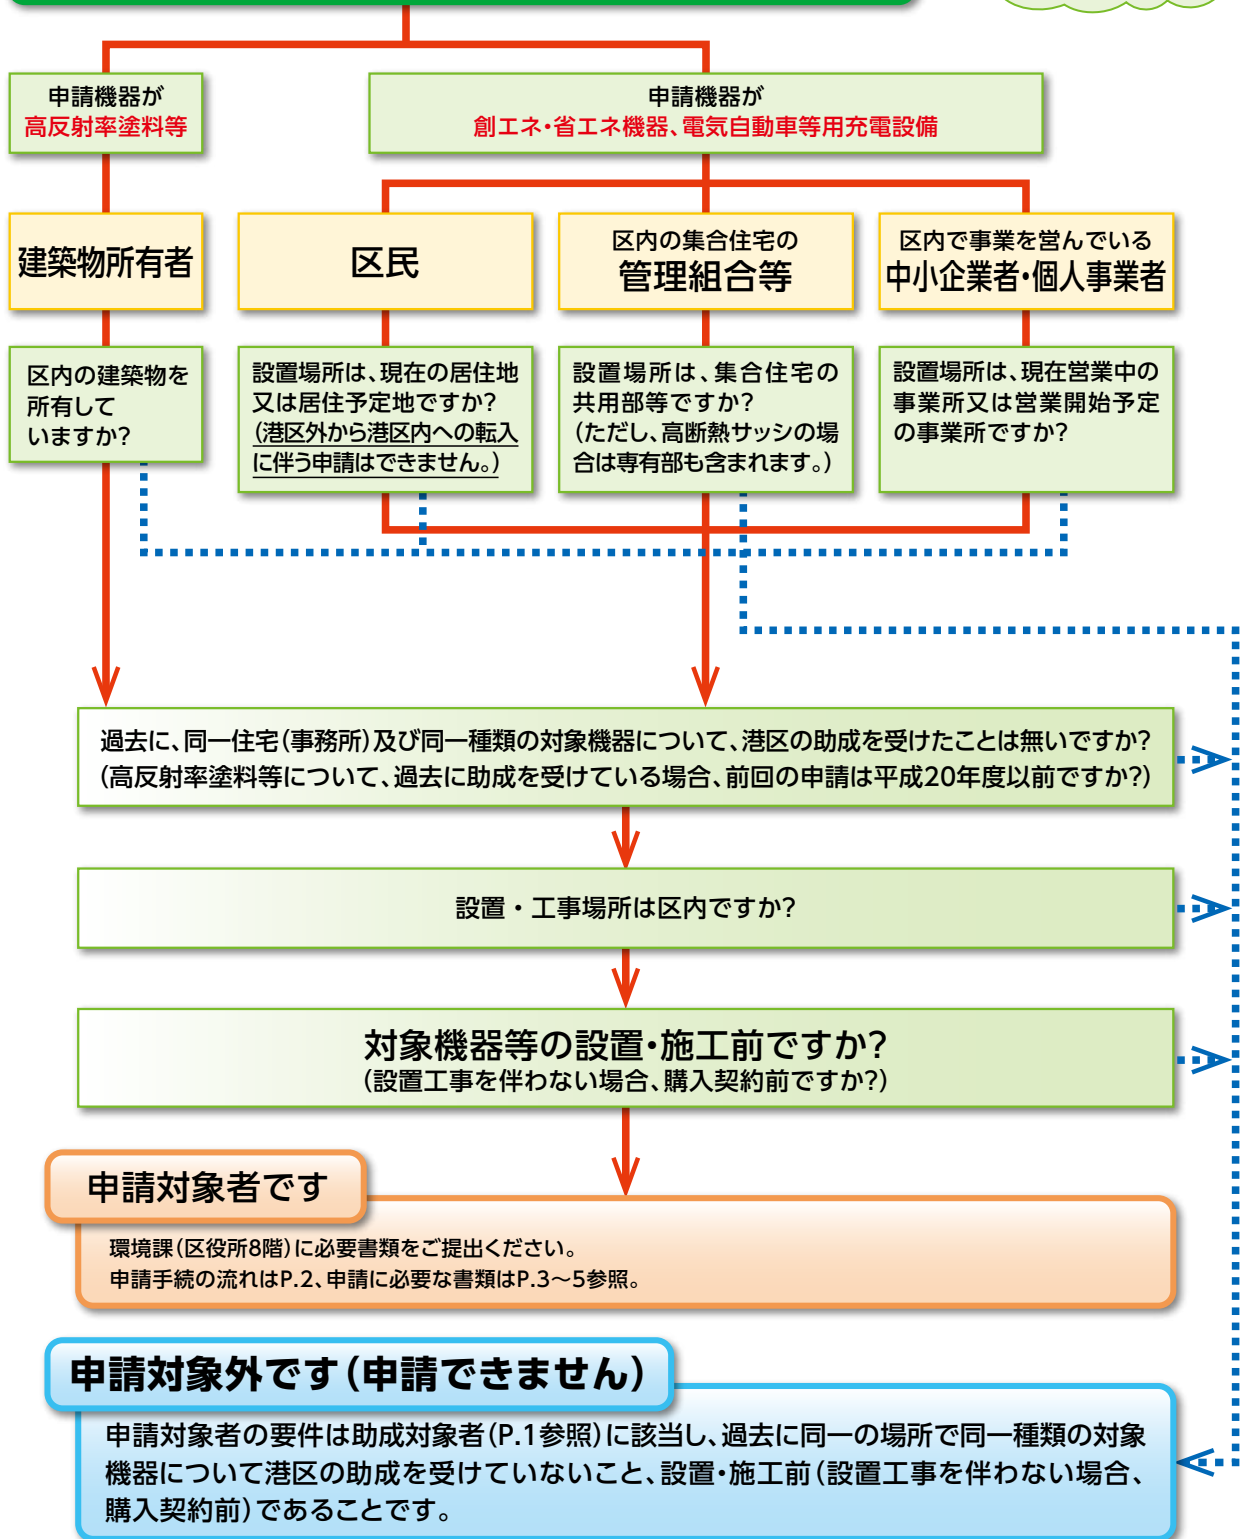 申請機器が
高反射率塗料等
申請機器が
創エネ・省エネ機器、電気自動車等用充電設備
建築物所有者
区民
区内の集合住宅の
管理組合等
区内で事業を営んでいる
中小企業者・個人事業者
区内の建築物を
所有して
いますか？
設置場所は、現在の居住地
又は居住予定地ですか？
（港区外から港区内への転入
に伴う申請はできません。）
設置場所は、集合住宅の
共用部等ですか？
（ただし、高断熱サッシの場
合は専有部も含まれます。）
設置場所は、現在営業中の
事業所又は営業開始予定
の事業所ですか？
過去に、同一住宅（事務所）及び同一種類の対象機器について、港区の助成を受けたことは無いですか？
（高反射率塗料等について、過去に助成を受けている場合、前回の申請は平成20年度以前ですか？）
設置・工事場所は区内ですか？
対象機器等の設置・施工前ですか？
（設置工事を伴わない場合、購入契約前ですか？）
申請対象者です
環境課（区役所8階）に必要書類をご提出ください。
申請手続の流れはP.2、申請に必要な書類はP.3～5参照。
申請対象外です（申請できません）
申請対象者の要件は助成対象者（P.1参照）に該当し、過去に同一の場所で同一種類の対象
機器について港区の助成を受けていないこと、設置・施工前（設置工事を伴わない場合、
購入契約前）であることです。